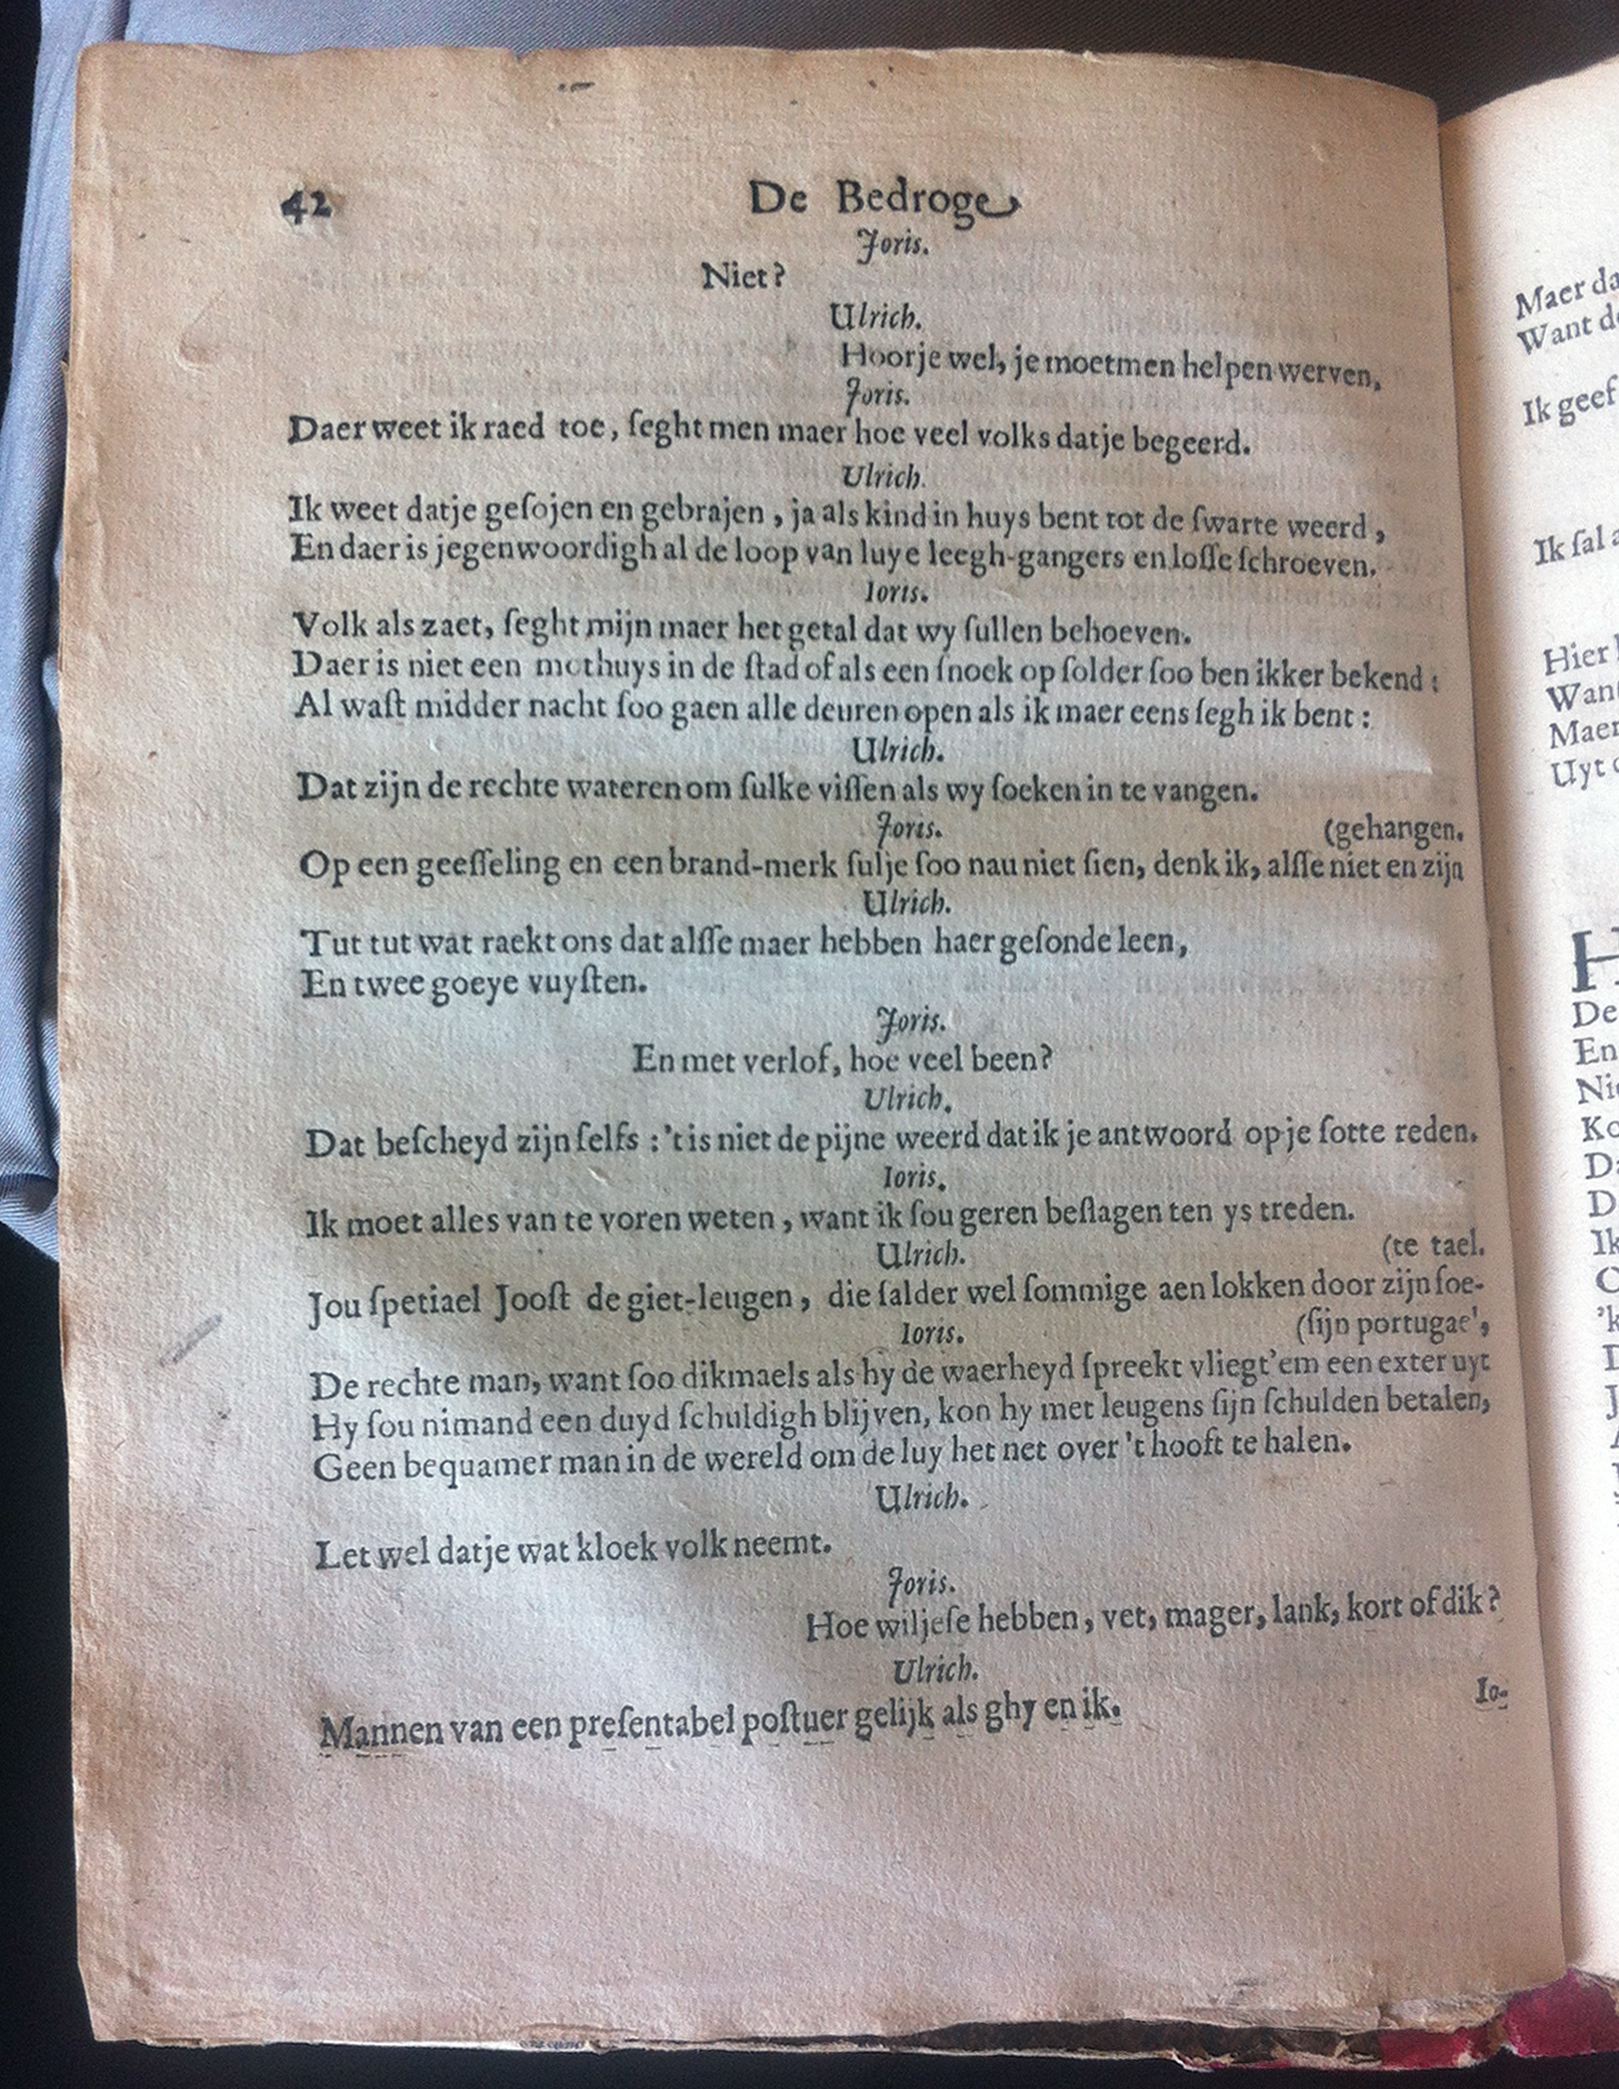 42 De Bedroge
Joris.
Niet?
Ulrich.
Hoorje wel, je moetmen helpen werven,
Joris.
Daer weet ik raed toe, ſeght men maer hoe veel volks datje begeerd.
Ulrich.
Ik weet datje geſojen en gebrajen, ja als kind in huys bent tot de ſwarte weerd,
En daer is jegenwoordigh al de loop van luye leegh-gangers en loſſe ſchroeven.
Ioris.
Volk als zaet, ſeght mijn maer het getal dat wy ſullen behoeven.
Daer is niet een mothuys in de ſtad of als een ſnoek op ſolder ſoo ben ikker bekend:
Al waſt midder nacht ſoo gaen alle deuren open als ik maer eens ſegh ik bent:
Ulrich.
Dat zijn de rechte wateren om ſulke viſſen als wy ſoeken in te vangen.
Joris. (gehangen.
Op een geeſſeling en een brand-merk ſulje ſoo nau niet ſien, denk ik, alſſe niet en zijn
Ulrich.
Tut tut wat raekt ons dat alſſe maer hebben haer geſonde leen,
En twee goeye vuyſten.
Joris.
En met verlof, hoe veel been?
Ulrich.
Dat beſcheyd zijn ſelfs: 't is niet de pijne weerd dat ik je antwoord op je ſotte reden.
Ioris.
Ik moet alles van te voren weten, want ik ſou geren beſlagen ten ys treden.
Ulrich. (te tael.
Jou ſpetiael Jooſt de giet-leugen, die ſalder wel ſommige aen lokken door zijn ſoe-
Ioris. (ſijn portugae',
De rechte man, want ſoo dikmaels als hy de waerheyd ſpreekt vliegt'em een exter uyt
Hy ſou nimand een duyd ſchuldigh blijven, kon hy met leugens ſijn ſchulden betalen,
Geen bequamer man in de wereld om de luy het net over 't hooft te halen.
Ulrich.
Let wel datje wat kloek volk neemt.
Joris.
Hoe wiljeſe hebben, vet, mager, lank, kort of dik?
Ulrich.
Mannen van een preſentabel poſtuer gelijk als ghy en ik.
Io-
Maer da
Want d
Ik geef
Ik ſal a
Hier
Want
Maer
Uyt
H
De
En
Ni
Ko
D
D
Ik
'k